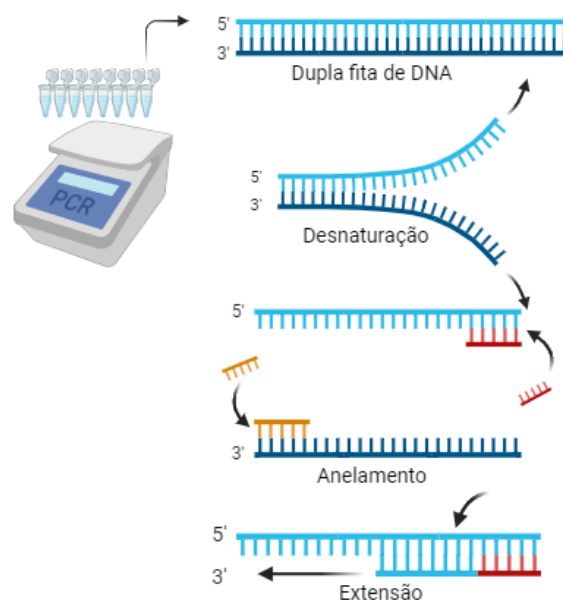 5'
3'
Dupla fita de DNA
PCR
5'
3'
Desnaturação
5'
3'
Anelamento
5'
3'
Extensão